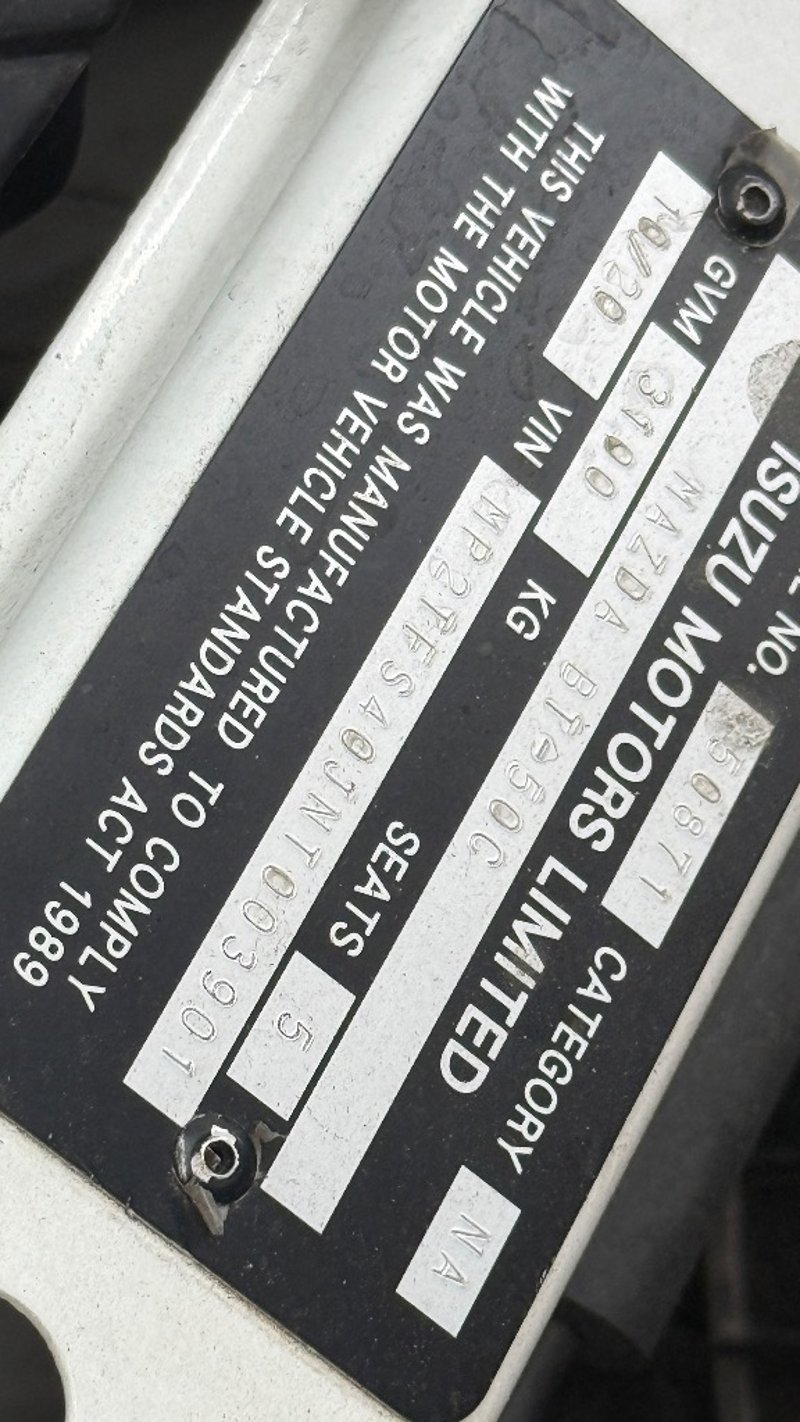 NO. 50871 CATEGORY NA
ISUZU MOTORS LIMITED
MAZDA BT-50C
GVM 3100 KG SEATS 5
10/20 VIN MP2TFS40JNT003901
THIS VEHICLE WAS MANUFACTURED TO COMPLY
WITH THE MOTOR VEHICLE STANDARDS ACT 1989